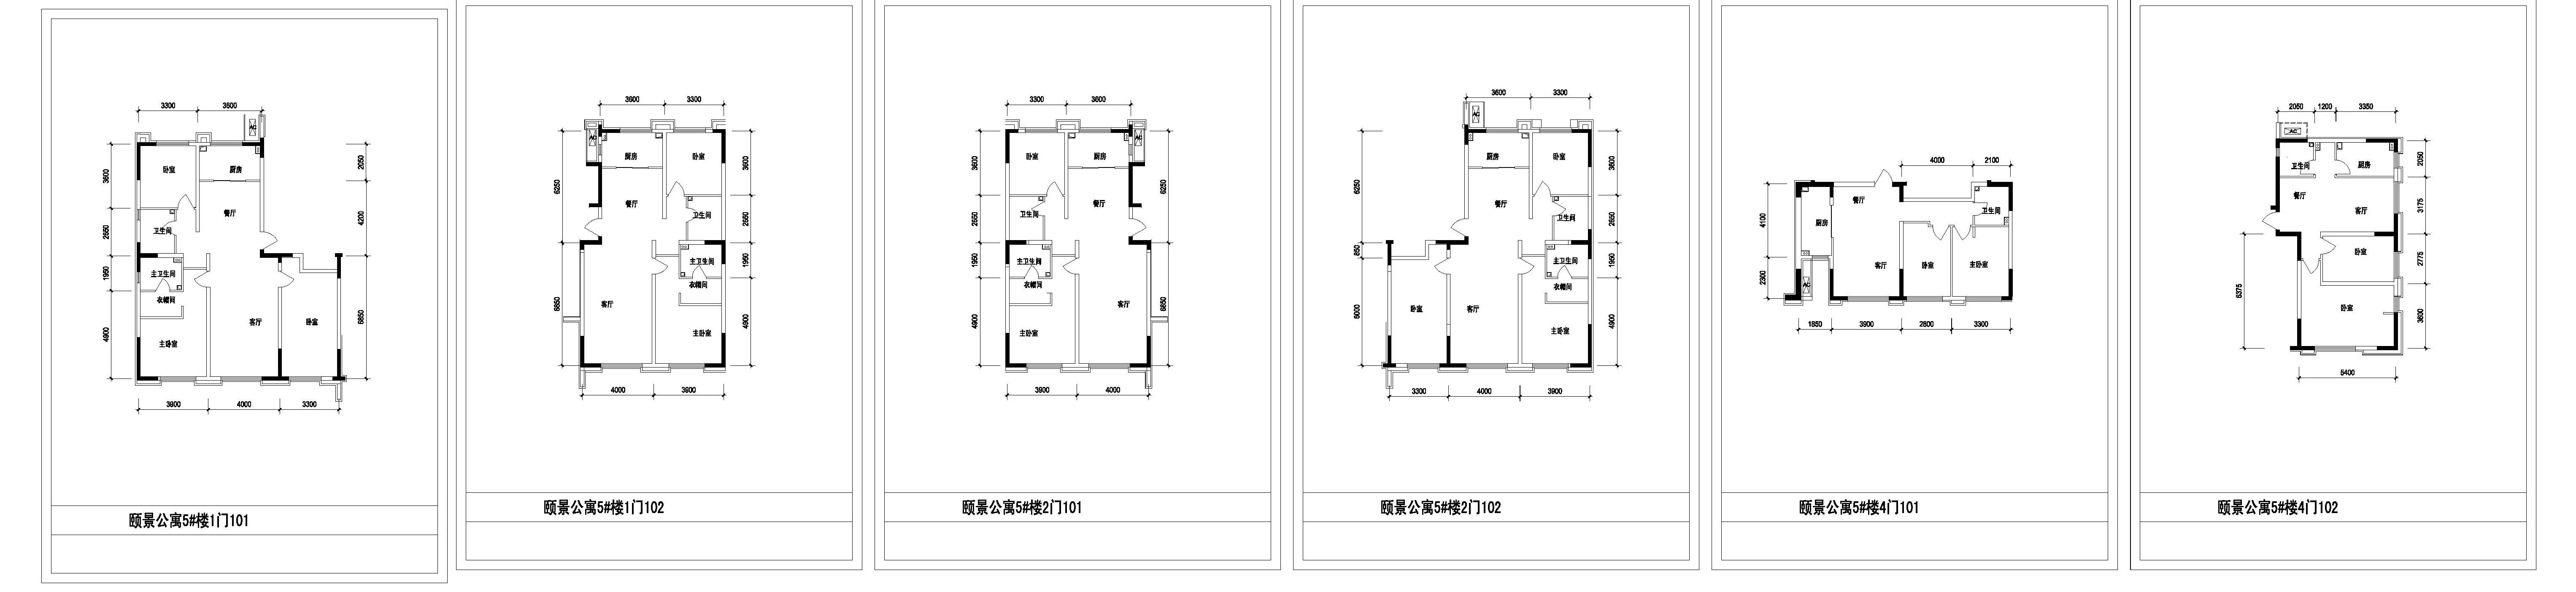 3300 3600
AC
卧室 厨房
3600 2050
餐厅
4200
2650 卫生间
1950 主卫生间
衣帽间
客厅 卧室
6850
4900 主卧室
3900 4000 3300
颐景公寓5#楼1门101
3600 3300
AC
厨房 卧室
3600
6250
餐厅 卫生间
2650
主卫生间
1950
衣帽间
客厅
6850
主卧室 4900
4000 3900
颐景公寓5#楼1门102
3300 3600
AC
卧室 厨房
3600
6250
餐厅
2650 卫生间
1950 主卫生间
衣帽间
客厅
6850
4900 主卧室
3900 4000
颐景公寓5#楼2门101
3600 3300
AC
厨房 卧室
3600
6250
餐厅 卫生间
2650
850 主卫生间 1950
衣帽间
6000 卧室 客厅
主卧室 4900
3300 4000 3900
颐景公寓5#楼2门102
4000 2100
餐厅
厨房 卫生间
4100
客厅 卧室 主卧室
2300 AC
1850 3900 2800 3300
颐景公寓5#楼4门101
2050 1200 3350
AC
卫生间 厨房 2050
餐厅 客厅 3175
卧室 2775
6375
卧室 3600
5400
颐景公寓5#楼4门102